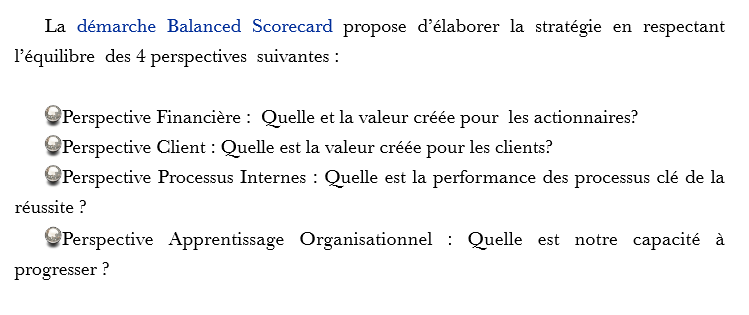 La démarche Balanced Scorecard propose d'élaborer la stratégie en respectant
l'équilibre des 4 perspectives suivantes :
Perspective Financière : Quelle et la valeur créée pour les actionnaires?
Perspective Client : Quelle est la valeur créée pour les clients?
Perspective Processus Internes : Quelle est la performance des processus clé de la
réussite ?
Perspective Apprentissage Organisationnel : Quelle est notre capacité à
progresser ?